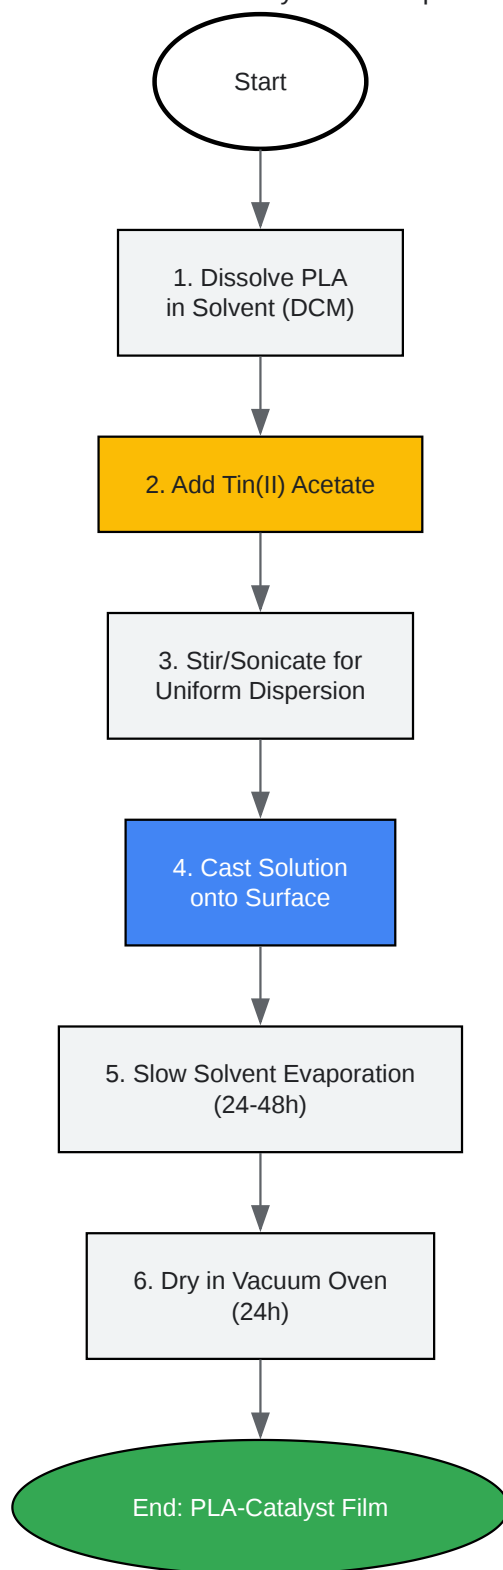 Start
1. Dissolve PLA
in Solvent (DCM)
2. Add Tin(II) Acetate
3. Stir/Sonicate for
Uniform Dispersion
4. Cast Solution
onto Surface
5. Slow Solvent Evaporation
(24-48h)
6. Dry in Vacuum Oven
(24h)
End: PLA-Catalyst Film